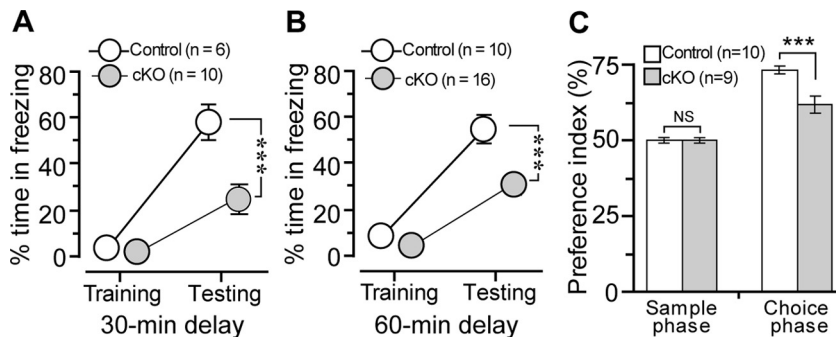 A
Control (n = 6)
cKO (n = 10)
% time in freezing
80
60
40
20
0
***
Training
Testing
30-min delay
B
Control (n = 10)
cKO (n = 16)
% time in freezing
80
60
40
20
0
***
Training
Testing
60-min delay
C
Control (n=10)
cKO (n=9)
***
Preference index (%)
75
50
25
0
NS
Sample
phase
Choice
phase